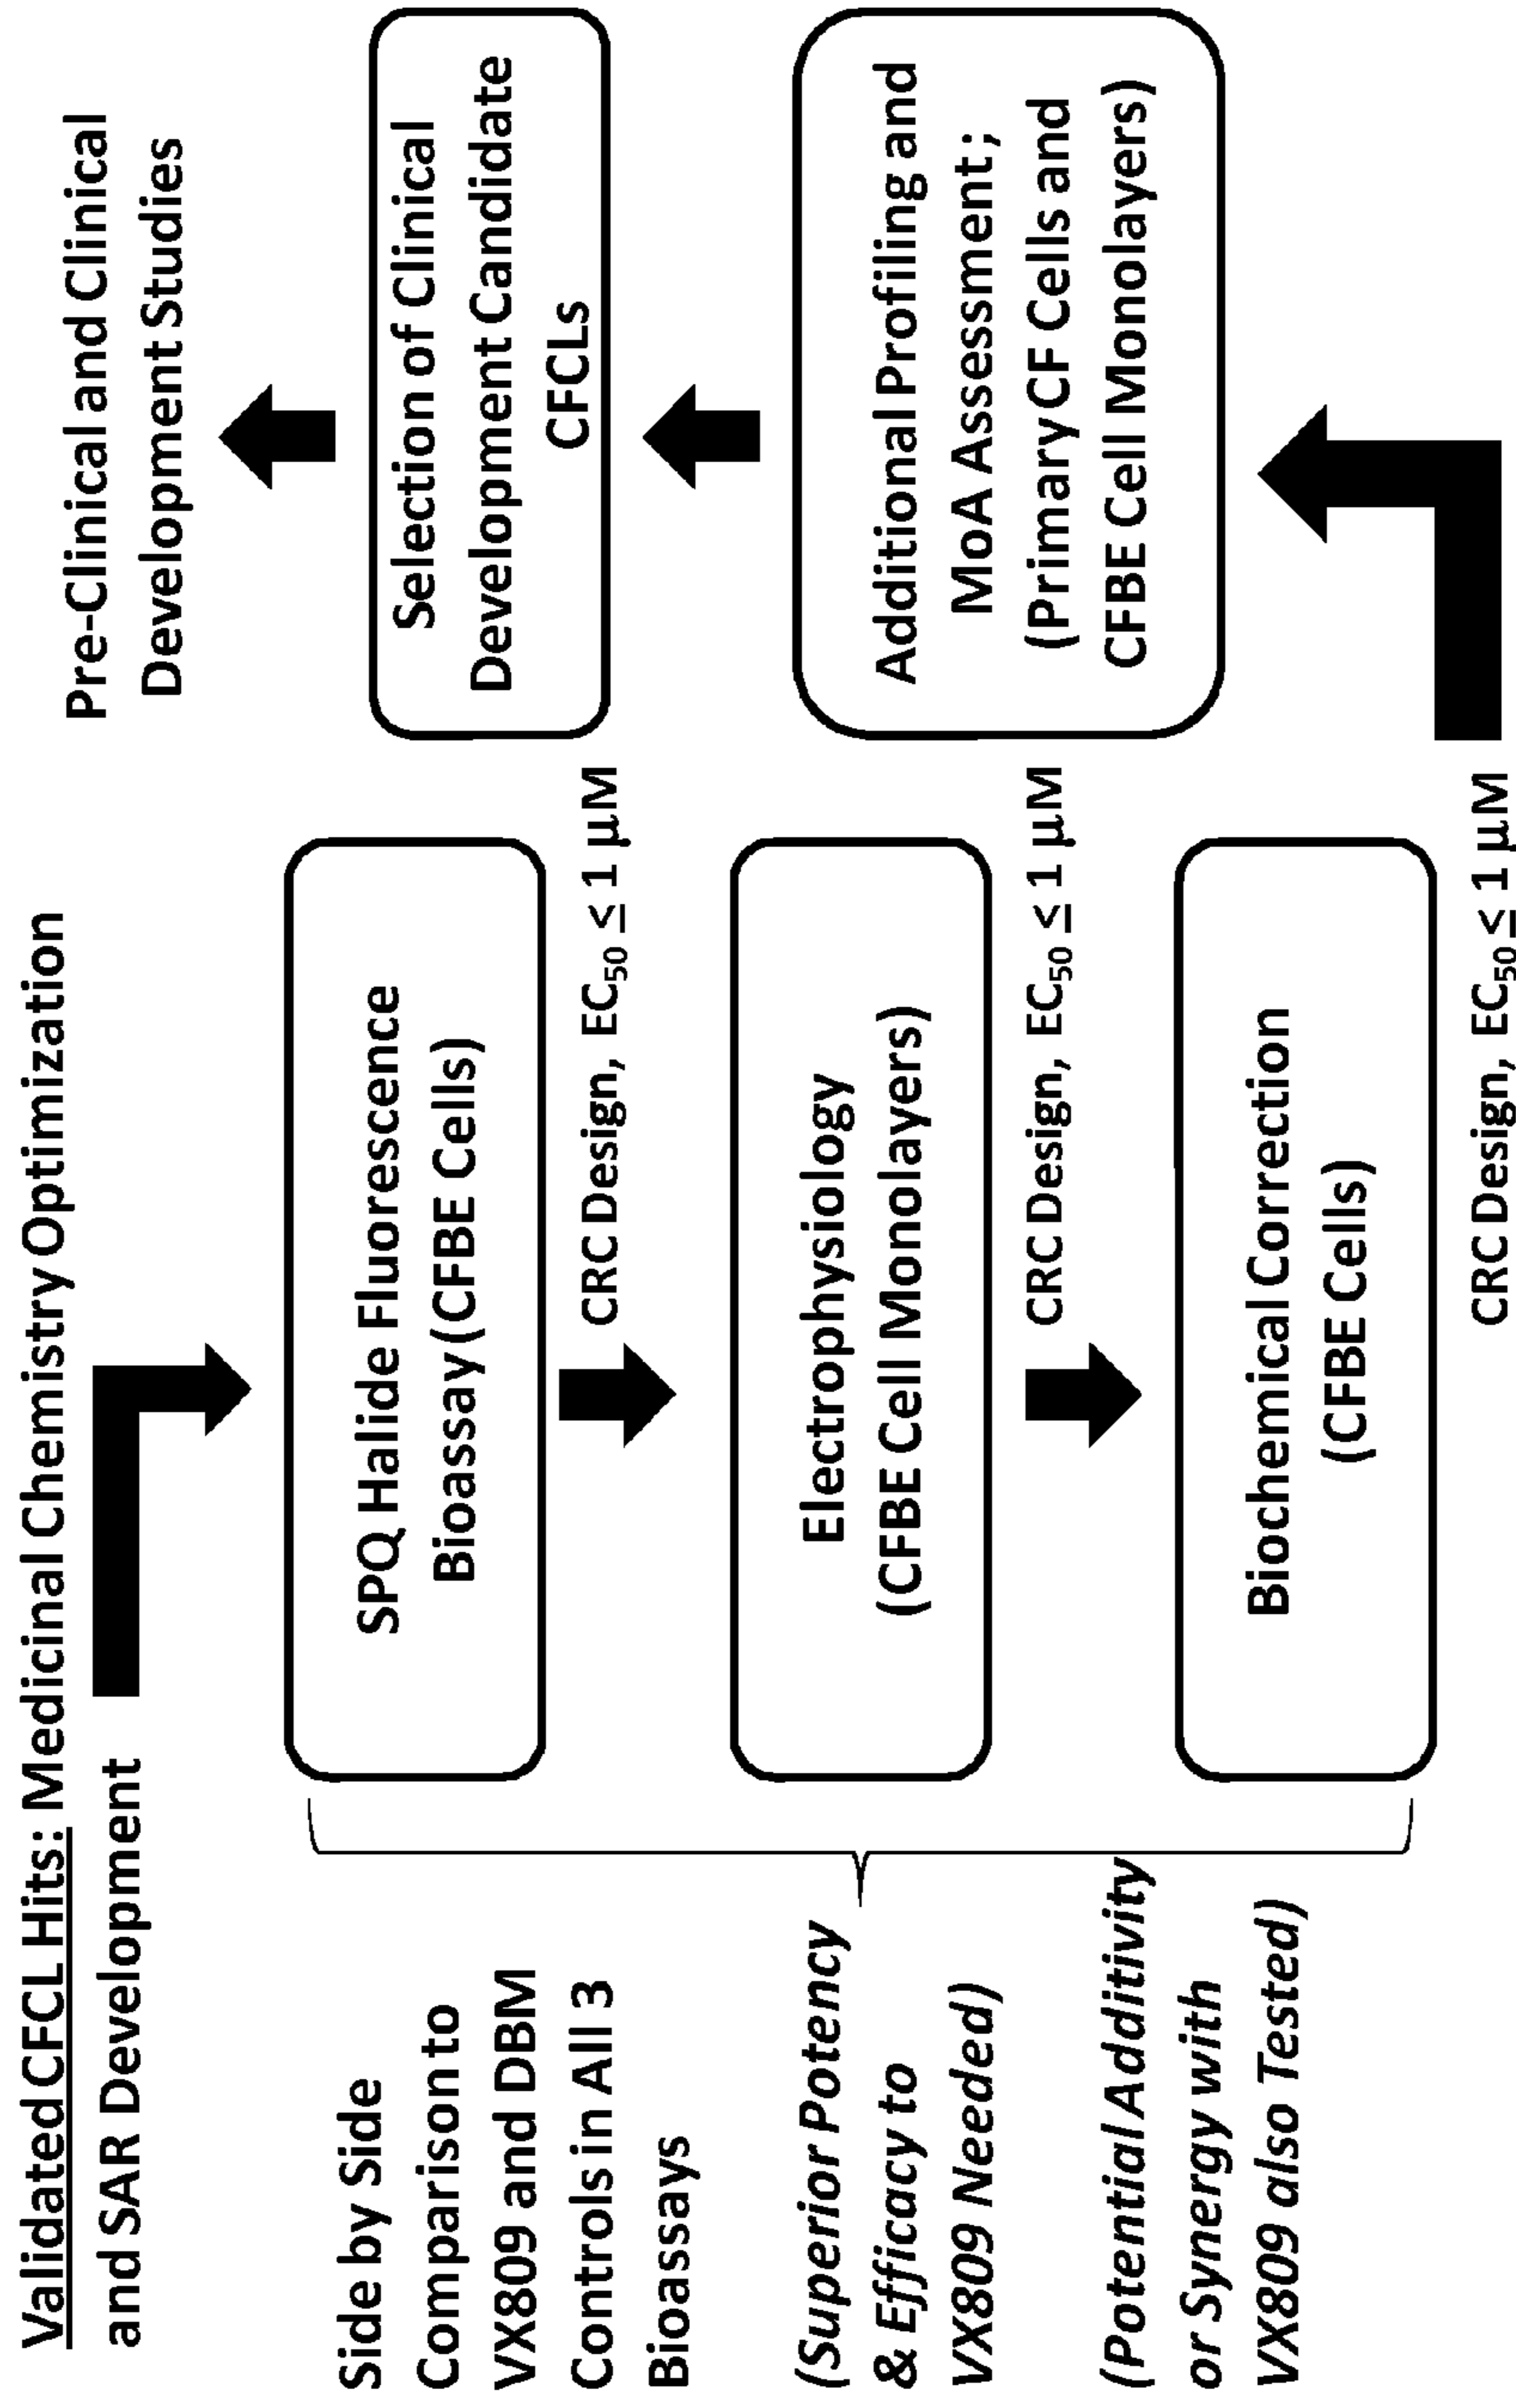 Validated CFCL Hits: Medicinal Chemistry Optimization
and SAR Development
Side by Side
Comparison to
VX809 and DBM
Controls in All 3
Bioassays
(Superior Potency
& Efficacy to
VX809 Needed)
(Potential Additivity
or Synergy with
VX809 also Tested)
SPQ Halide Fluorescence
Bioassay (CFBE Cells)
CRC Design, EC50 ≤ 1 µM
Electrophysiology
(CFBE Cell Monolayers)
CRC Design, EC50 ≤ 1 µM
Biochemical Correction
(CFBE Cells)
CRC Design, EC50 ≤ 1 µM
Additional Profiling and
MoA Assessment;
(Primary CF Cells and
CFBE Cell Monolayers)
Selection of Clinical
Development Candidate
CFCLs
Pre-Clinical and Clinical
Development Studies